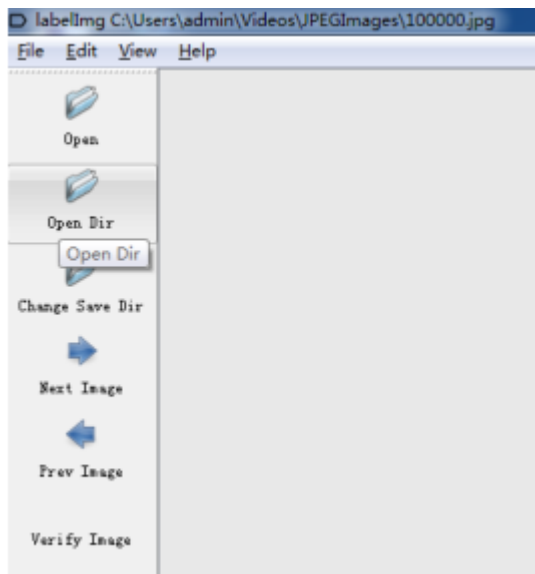 labelImg C:\Users\admin\Videos\JPEGImages\100000.jpg
File Edit View Help
Open
Open Dir
Open Dir
Change Save Dir
Next Image
Prev Image
Verify Image